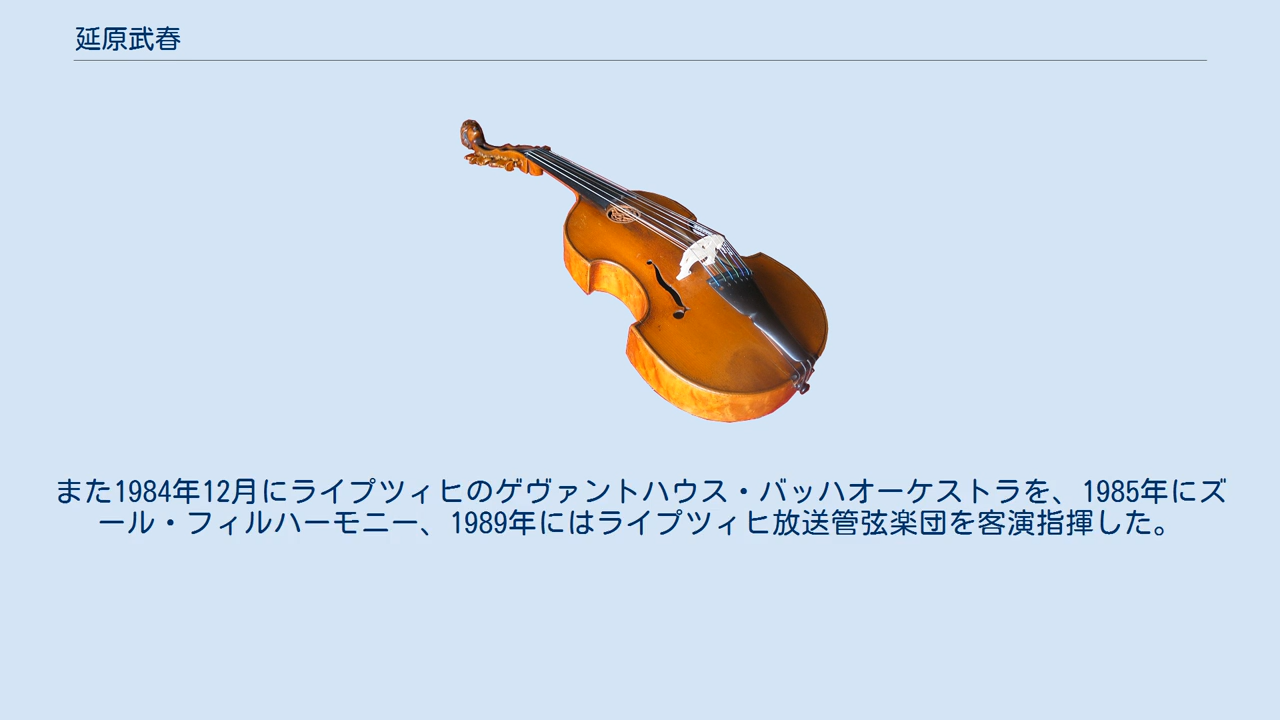 延原武春
また1984年12月にライプツィヒのゲヴァントハウス・バッハオーケストラを、1985年にズ
ール・フィルハーモニー、1989年にはライプツィヒ放送管弦楽団を客演指揮した。